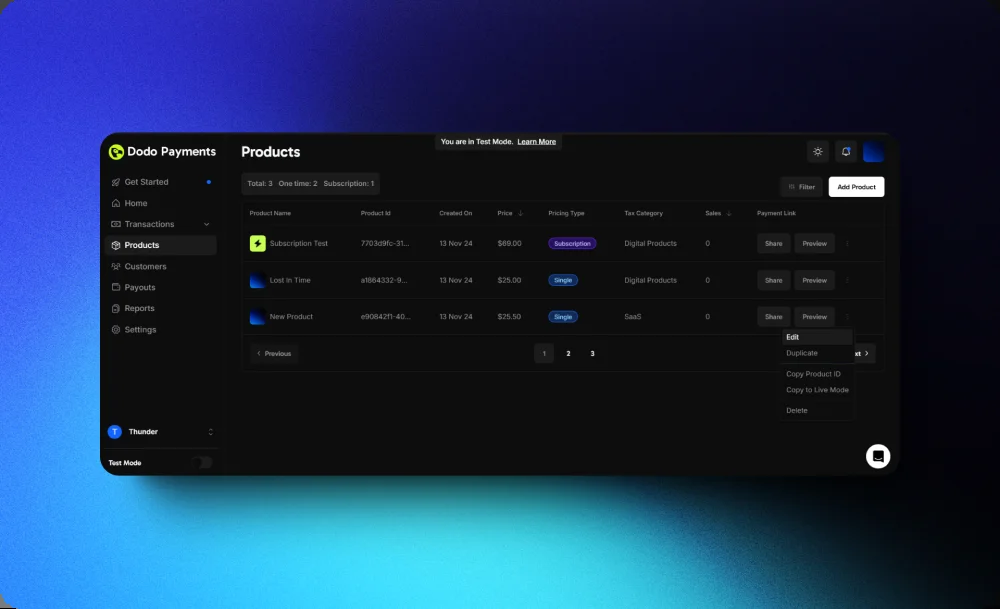 You are in Test Mode. Learn More
Dodo Payments
Get Started
Home
Transactions
Products
Customers
Payouts
Reports
Settings
T Thunder
Test Mode
Products
Total: 3 One time: 2 Subscription: 1
Filter
Add Product
Product Name Product Id Created On Price Pricing Type Tax Category Sales Payment Link
Subscription Test 7703d9fc-31... 13 Nov 24 $69.00 Subscription Digital Products 0 Share Preview
Lost In Time a1864332-9... 13 Nov 24 $25.00 Single Digital Products 0 Share Preview
New Product e90842f1-40... 13 Nov 24 $25.50 Single SaaS 0 Share Preview
Previous 1 2 3 xt
Edit
Duplicate
Copy Product ID
Copy to Live Mode
Delete